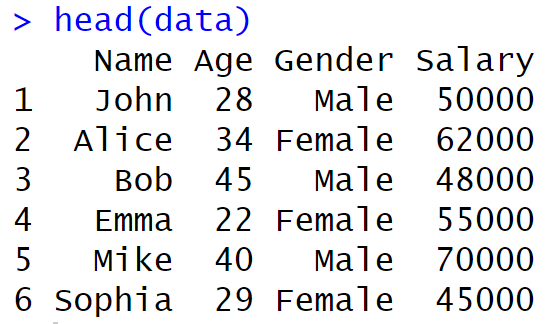 > head(data)
    Name Age Gender Salary
1   John  28   Male  50000
2  Alice  34 Female  62000
3    Bob  45   Male  48000
4   Emma  22 Female  55000
5   Mike  40   Male  70000
6 Sophia  29 Female  45000